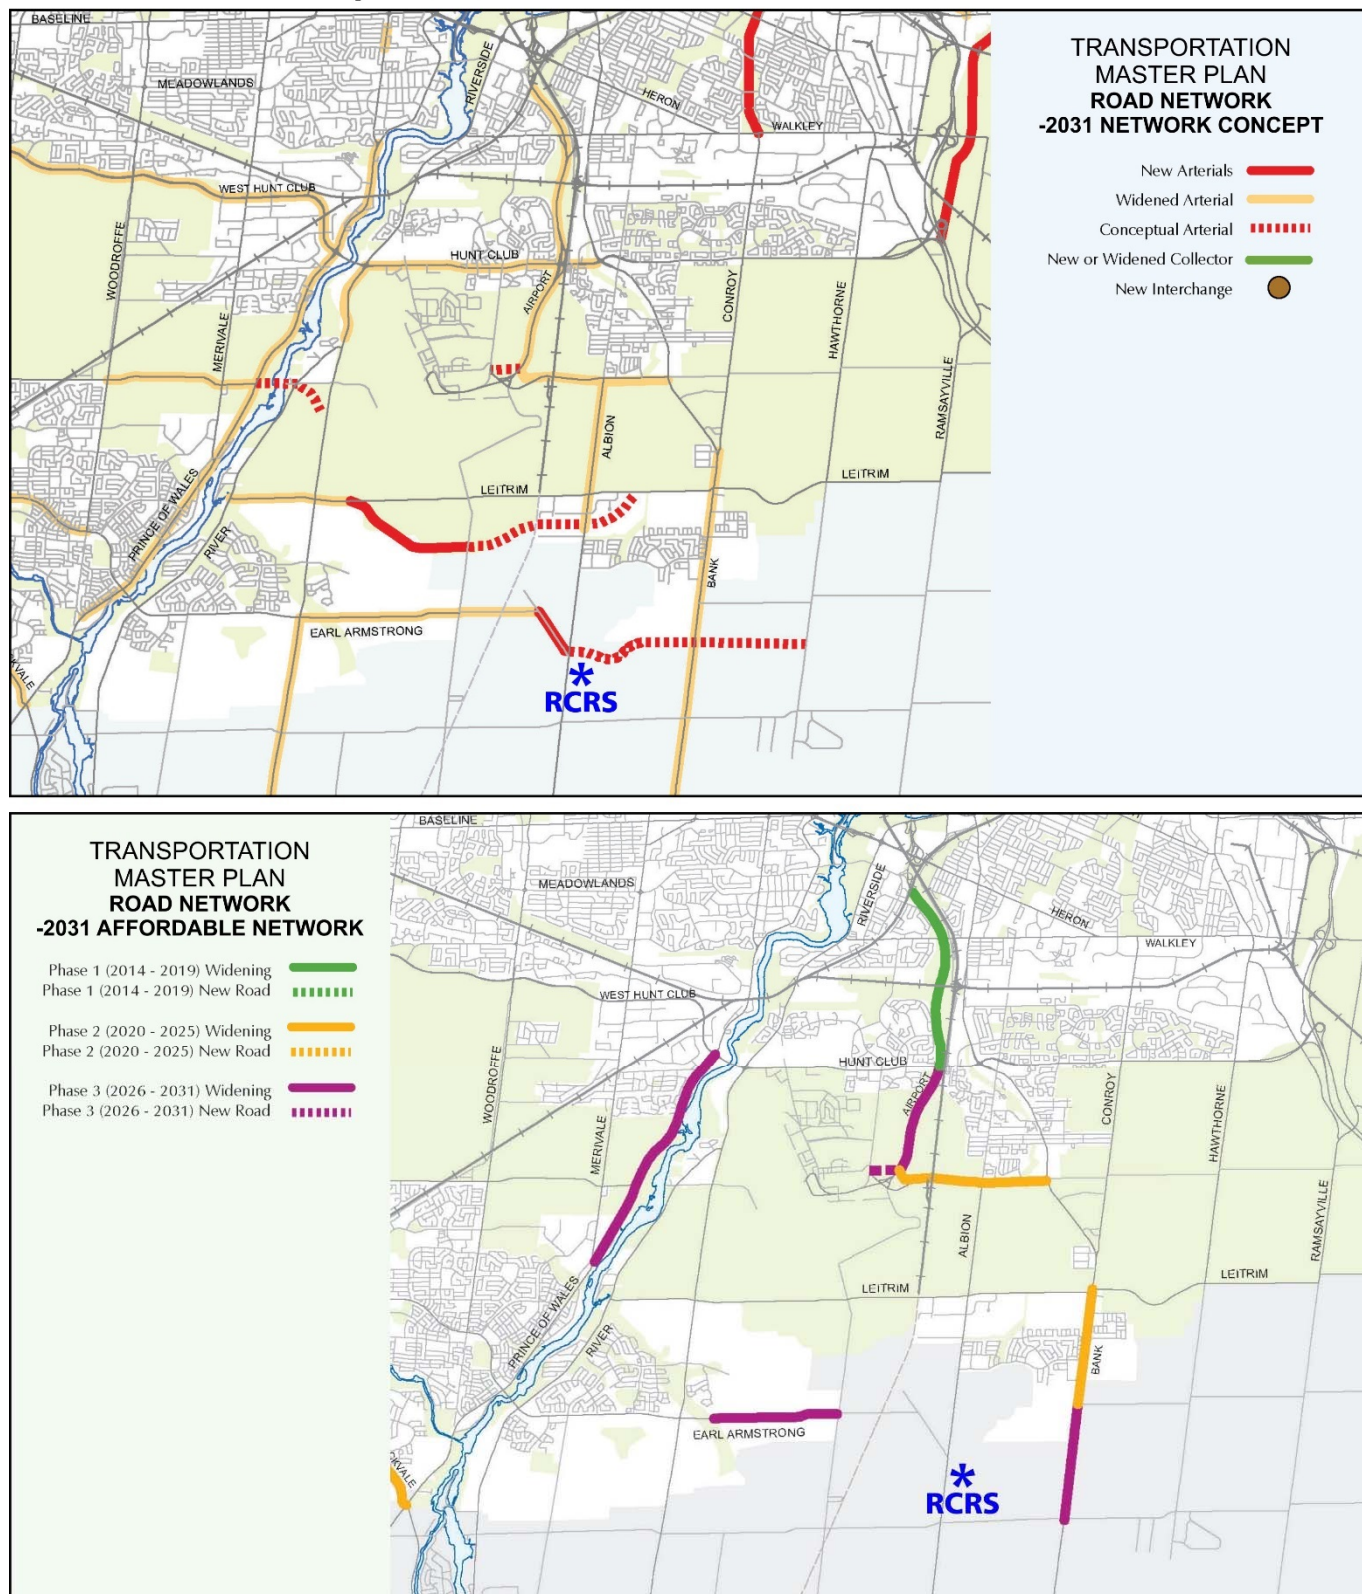 BASELINE
MEADOWLANDS
RIVERSIDE
HERON
WALKLEY
WEST HUNT CLUB
WOODROFFE
HUNT CLUB
AIRPORT
CONROY
HAWTHORNE
MERIVALE
RAMSAYVILLE
ALBION
LEITRIM
LEITRIM
PRINCE OF WALES
RIVER
BANK
EARL ARMSTRONG
KVALE
*
RCRS
TRANSPORTATION
MASTER PLAN
ROAD NETWORK
-2031 NETWORK CONCEPT
New Arterials
Widened Arterial
Conceptual Arterial
New or Widened Collector
New Interchange
TRANSPORTATION
MASTER PLAN
ROAD NETWORK
-2031 AFFORDABLE NETWORK
Phase 1 (2014 - 2019) Widening
Phase 1 (2014 - 2019) New Road
Phase 2 (2020 - 2025) Widening
Phase 2 (2020 - 2025) New Road
Phase 3 (2026 - 2031) Widening
Phase 3 (2026 - 2031) New Road
BASELINE
MEADOWLANDS
RIVERSIDE
HERON
WALKLEY
WEST HUNT CLUB
WOODROFFE
HUNT CLUB
AIRPORT
CONROY
HAWTHORNE
MERIVALE
RAMSAYVILLE
ALBION
LEITRIM
LEITRIM
PRINCE OF WALES
RIVER
BANK
EARL ARMSTRONG
KVALE
*
RCRS